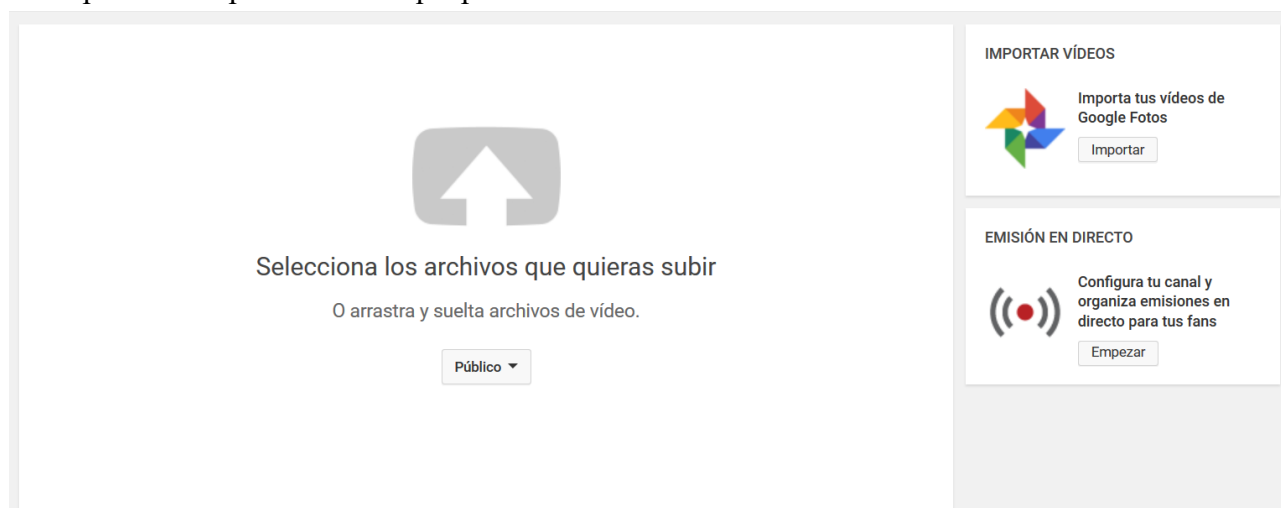 Selecciona los archivos que quieras subir
O arrastra y suelta archivos de vídeo.
Público
IMPORTAR VÍDEOS
Importa tus vídeos de
Google Fotos
Importar
EMISIÓN EN DIRECTO
Configura tu canal y
organiza emisiones en
directo para tus fans
Empezar